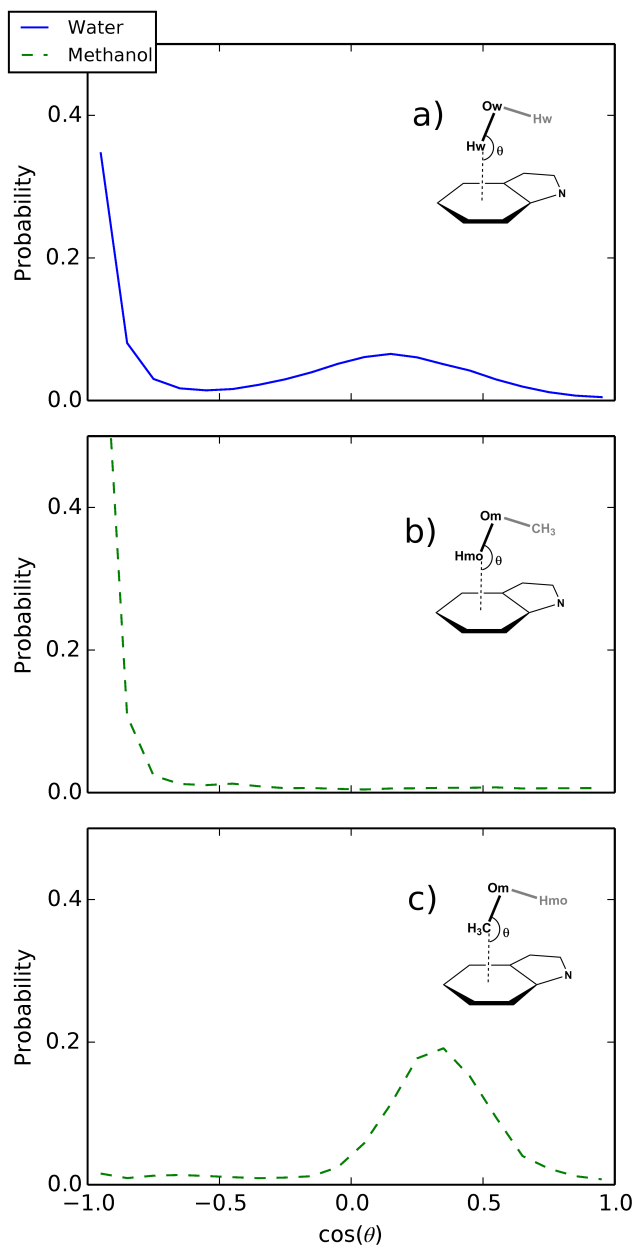 Water
Methanol
0.4
0.2
0.0
Probability
a)
Ow
Hw
Hw
θ
N
0.4
0.2
0.0
Probability
b)
Om
CH₃
Hmo
θ
N
0.4
0.2
0.0
Probability
c)
Om
Hmo
H₃C
θ
N
−1.0 −0.5 0.0 0.5 1.0
cos(θ)